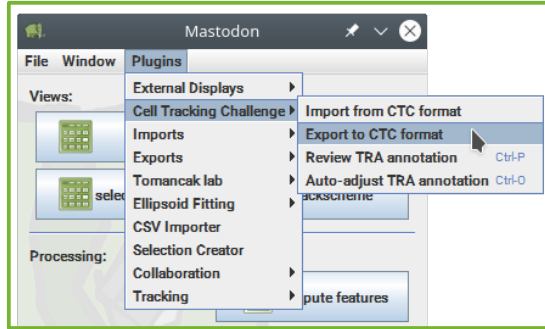 Mastodon
File Window Plugins
Views:
External Displays
Cell Tracking Challenge
Imports
Exports
Tomancak lab
Ellipsoid Fitting
CSV Importer
Selection Creator
Collaboration
Tracking
Import from CTC format
Export to CTC format
Review TRA annotation Ctrl-P
Auto-adjust TRA annotation Ctrl-O
Processing: